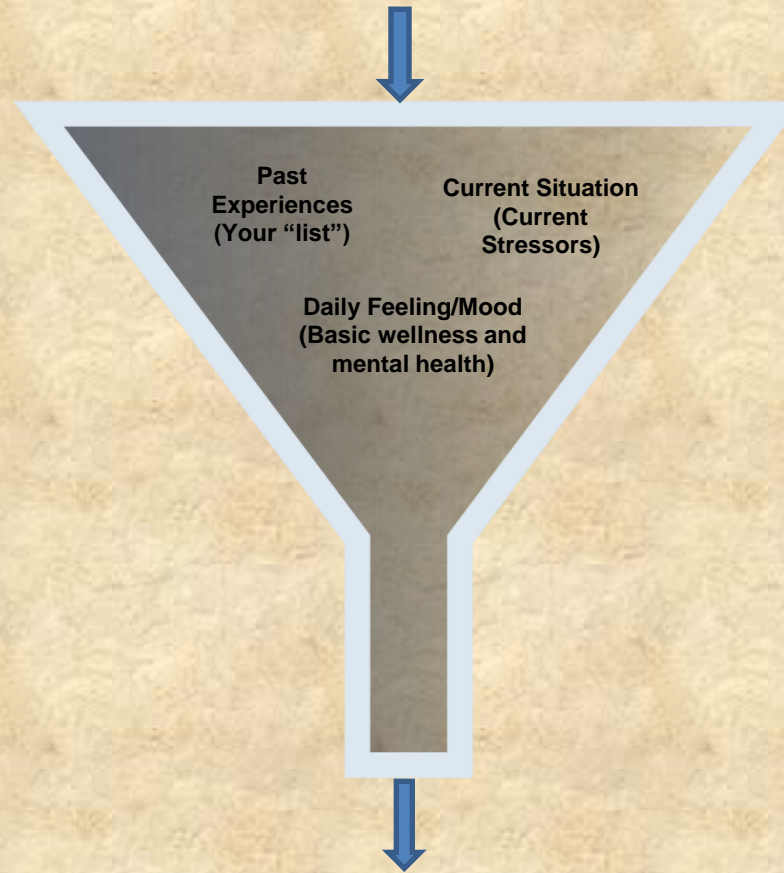 Past
Experiences
(Your “list”)
Current Situation
(Current
Stressors)
Daily Feeling/Mood
(Basic wellness and
mental health)